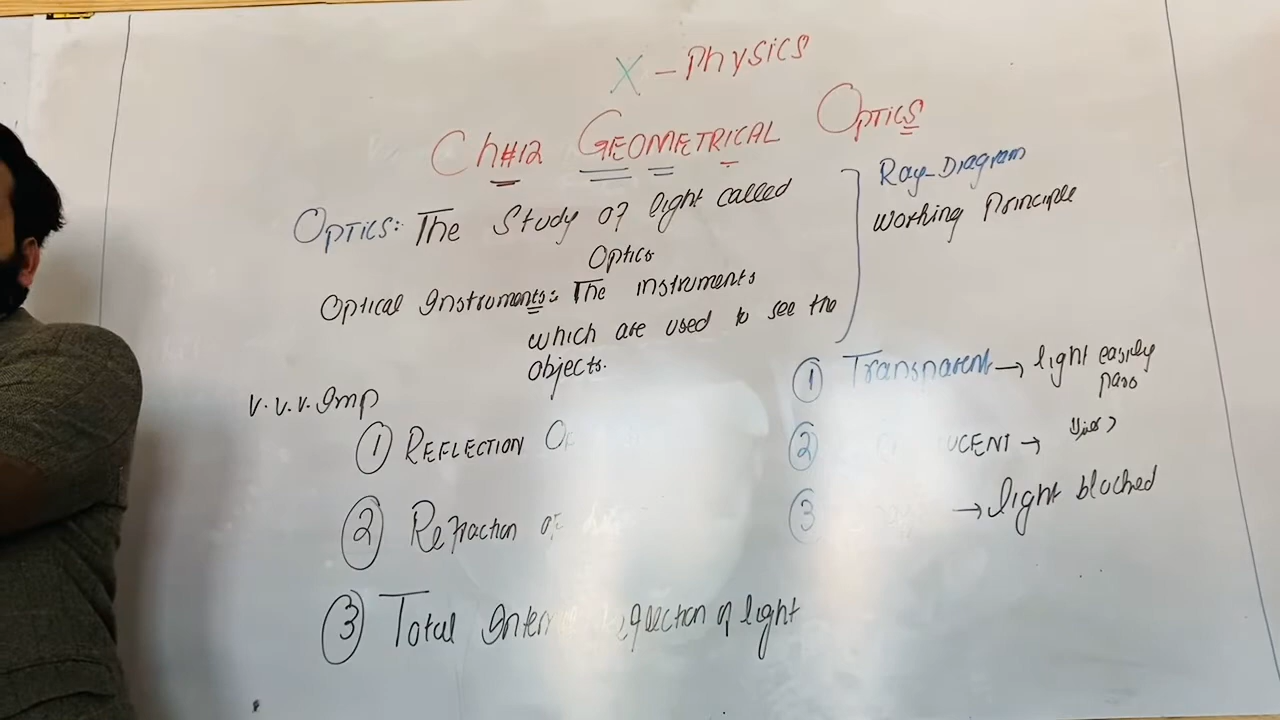 X - Physics
Ch#12 GEOMETRICAL OPTICS
Optics:- The Study of light called
Optics
Optical Instruments: The instruments
which are used to see the
objects.
Ray-Diagram
Working Principle
V.V.V. Imp
① REFLECTION OF
② Refraction of
③ Total Internal Reflection of light
① Transparent → light easily
pass
② UCENT →
③ → light blocked